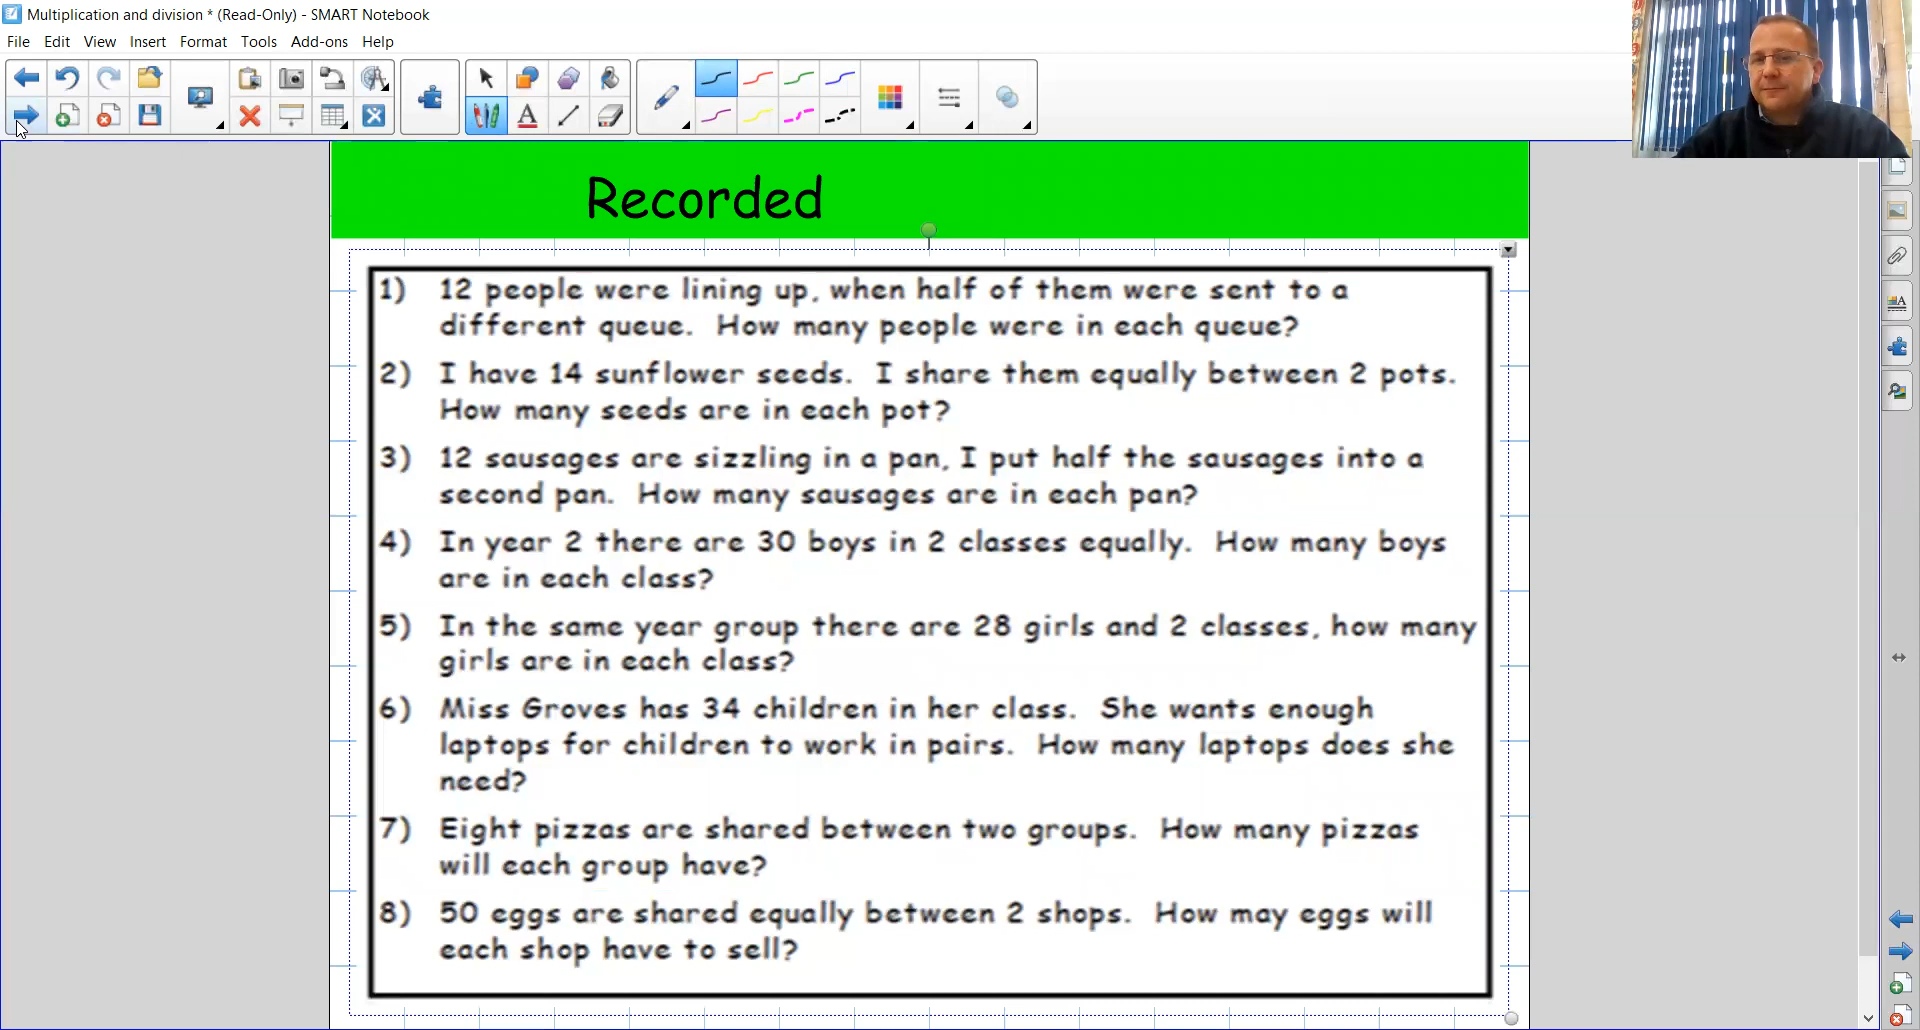 Multiplication and division * (Read-Only) - SMART Notebook
File Edit View Insert Format Tools Add-ons Help
Recorded
1) 12 people were lining up, when half of them were sent to a
different queue. How many people were in each queue?
2) I have 14 sunflower seeds. I share them equally between 2 pots.
How many seeds are in each pot?
3) 12 sausages are sizzling in a pan, I put half the sausages into a
second pan. How many sausages are in each pan?
4) In year 2 there are 30 boys in 2 classes equally. How many boys
are in each class?
5) In the same year group there are 28 girls and 2 classes, how many
girls are in each class?
6) Miss Groves has 34 children in her class. She wants enough
laptops for children to work in pairs. How many laptops does she
need?
7) Eight pizzas are shared between two groups. How many pizzas
will each group have?
8) 50 eggs are shared equally between 2 shops. How may eggs will
each shop have to sell?